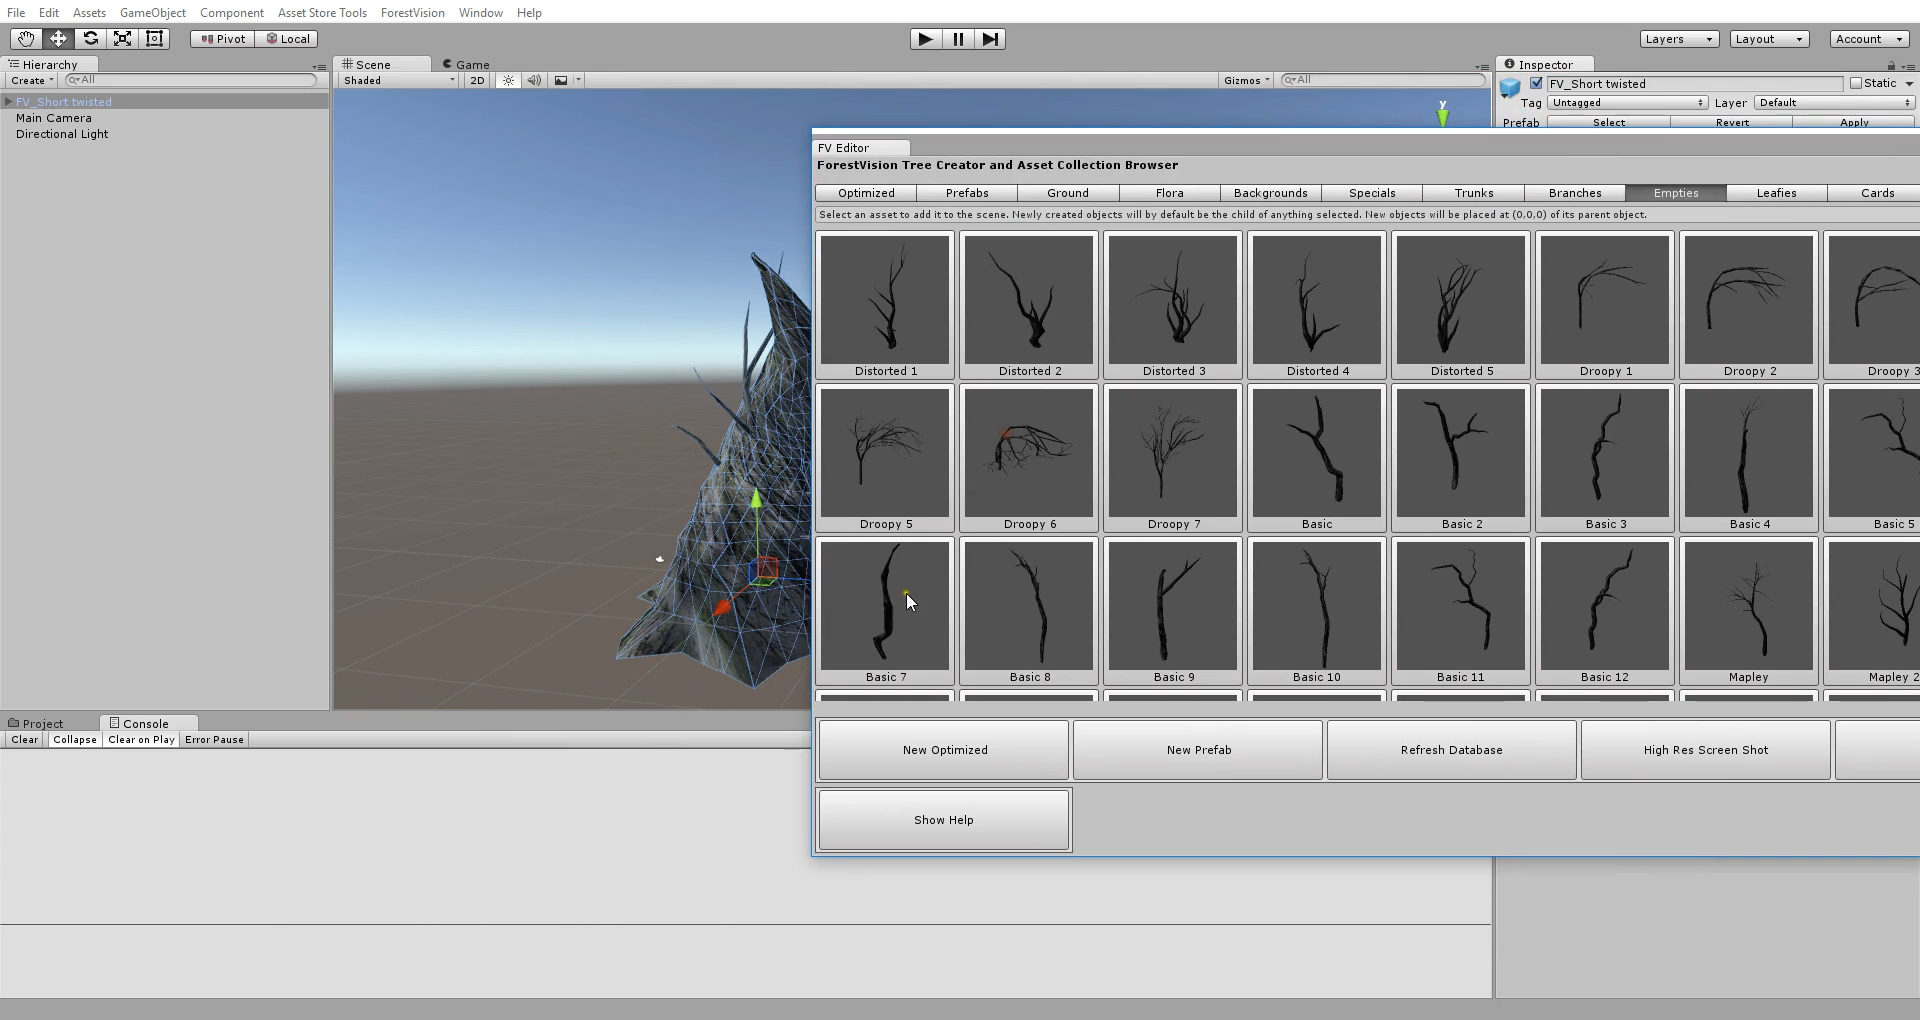 File Edit Assets GameObject Component Asset Store Tools ForestVision Window Help
Pivot Local Layers Layout Account
Hierarchy Scene Game Inspector
Create All Shaded 2D Gizmos All FV_Short twisted Static
FV_Short twisted
Tag Untagged Layer Default
Main Camera
Prefab Select Revert Apply
Directional Light
y
FV Editor
ForestVision Tree Creator and Asset Collection Browser
Optimized Prefabs Ground Flora Backgrounds Specials Trunks Branches Empties Leafies Cards
Select an asset to add it to the scene. Newly created objects will by default be the child of anything selected. New objects will be placed at (0,0,0) of its parent object.
Distorted 1 Distorted 2 Distorted 3 Distorted 4 Distorted 5 Droopy 1 Droopy 2 Droopy 3
Droopy 5 Droopy 6 Droopy 7 Basic Basic 2 Basic 3 Basic 4 Basic 5
Basic 7 Basic 8 Basic 9 Basic 10 Basic 11 Basic 12 Mapley Mapley 2
Project Console
Clear Collapse Clear on Play Error Pause
New Optimized New Prefab Refresh Database High Res Screen Shot
Show Help